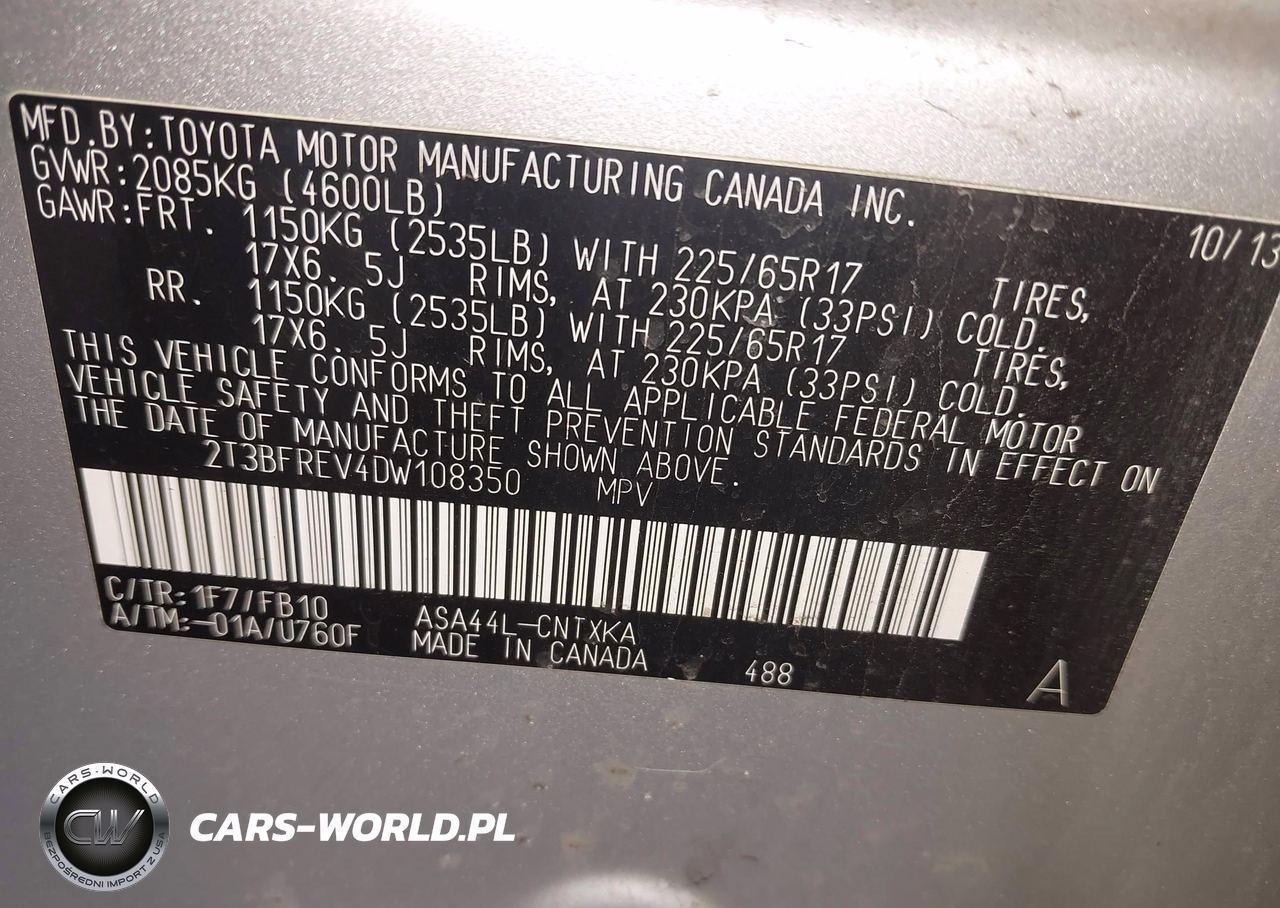 MFD. BY: TOYOTA MOTOR MANUFACTURING CANADA INC. 10/13
GVWR: 2085KG (4600LB)
GAWR: FRT. 1150KG (2535LB) WITH 225/65R17 TIRES,
17X6. 5J RIMS, AT 230KPA (33PSI) COLD.
RR. 1150KG (2535LB) WITH 225/65R17 TIRES,
17X6. 5J RIMS, AT 230KPA (33PSI) COLD.
THIS VEHICLE CONFORMS TO ALL APPLICABLE FEDERAL MOTOR
VEHICLE SAFETY AND THEFT PREVENTION STANDARDS IN EFFECT ON
THE DATE OF MANUFACTURE SHOWN ABOVE.
2T3BFREV4DW108350 MPV
C/TR: 1F7/FB10 ASA44L-CNTXKA
A/TM: -01A/U760F MADE IN CANADA 488 A
CARS-WORLD
CW
BEZPOŚREDNI IMPORT Z USA
CARS-WORLD.PL